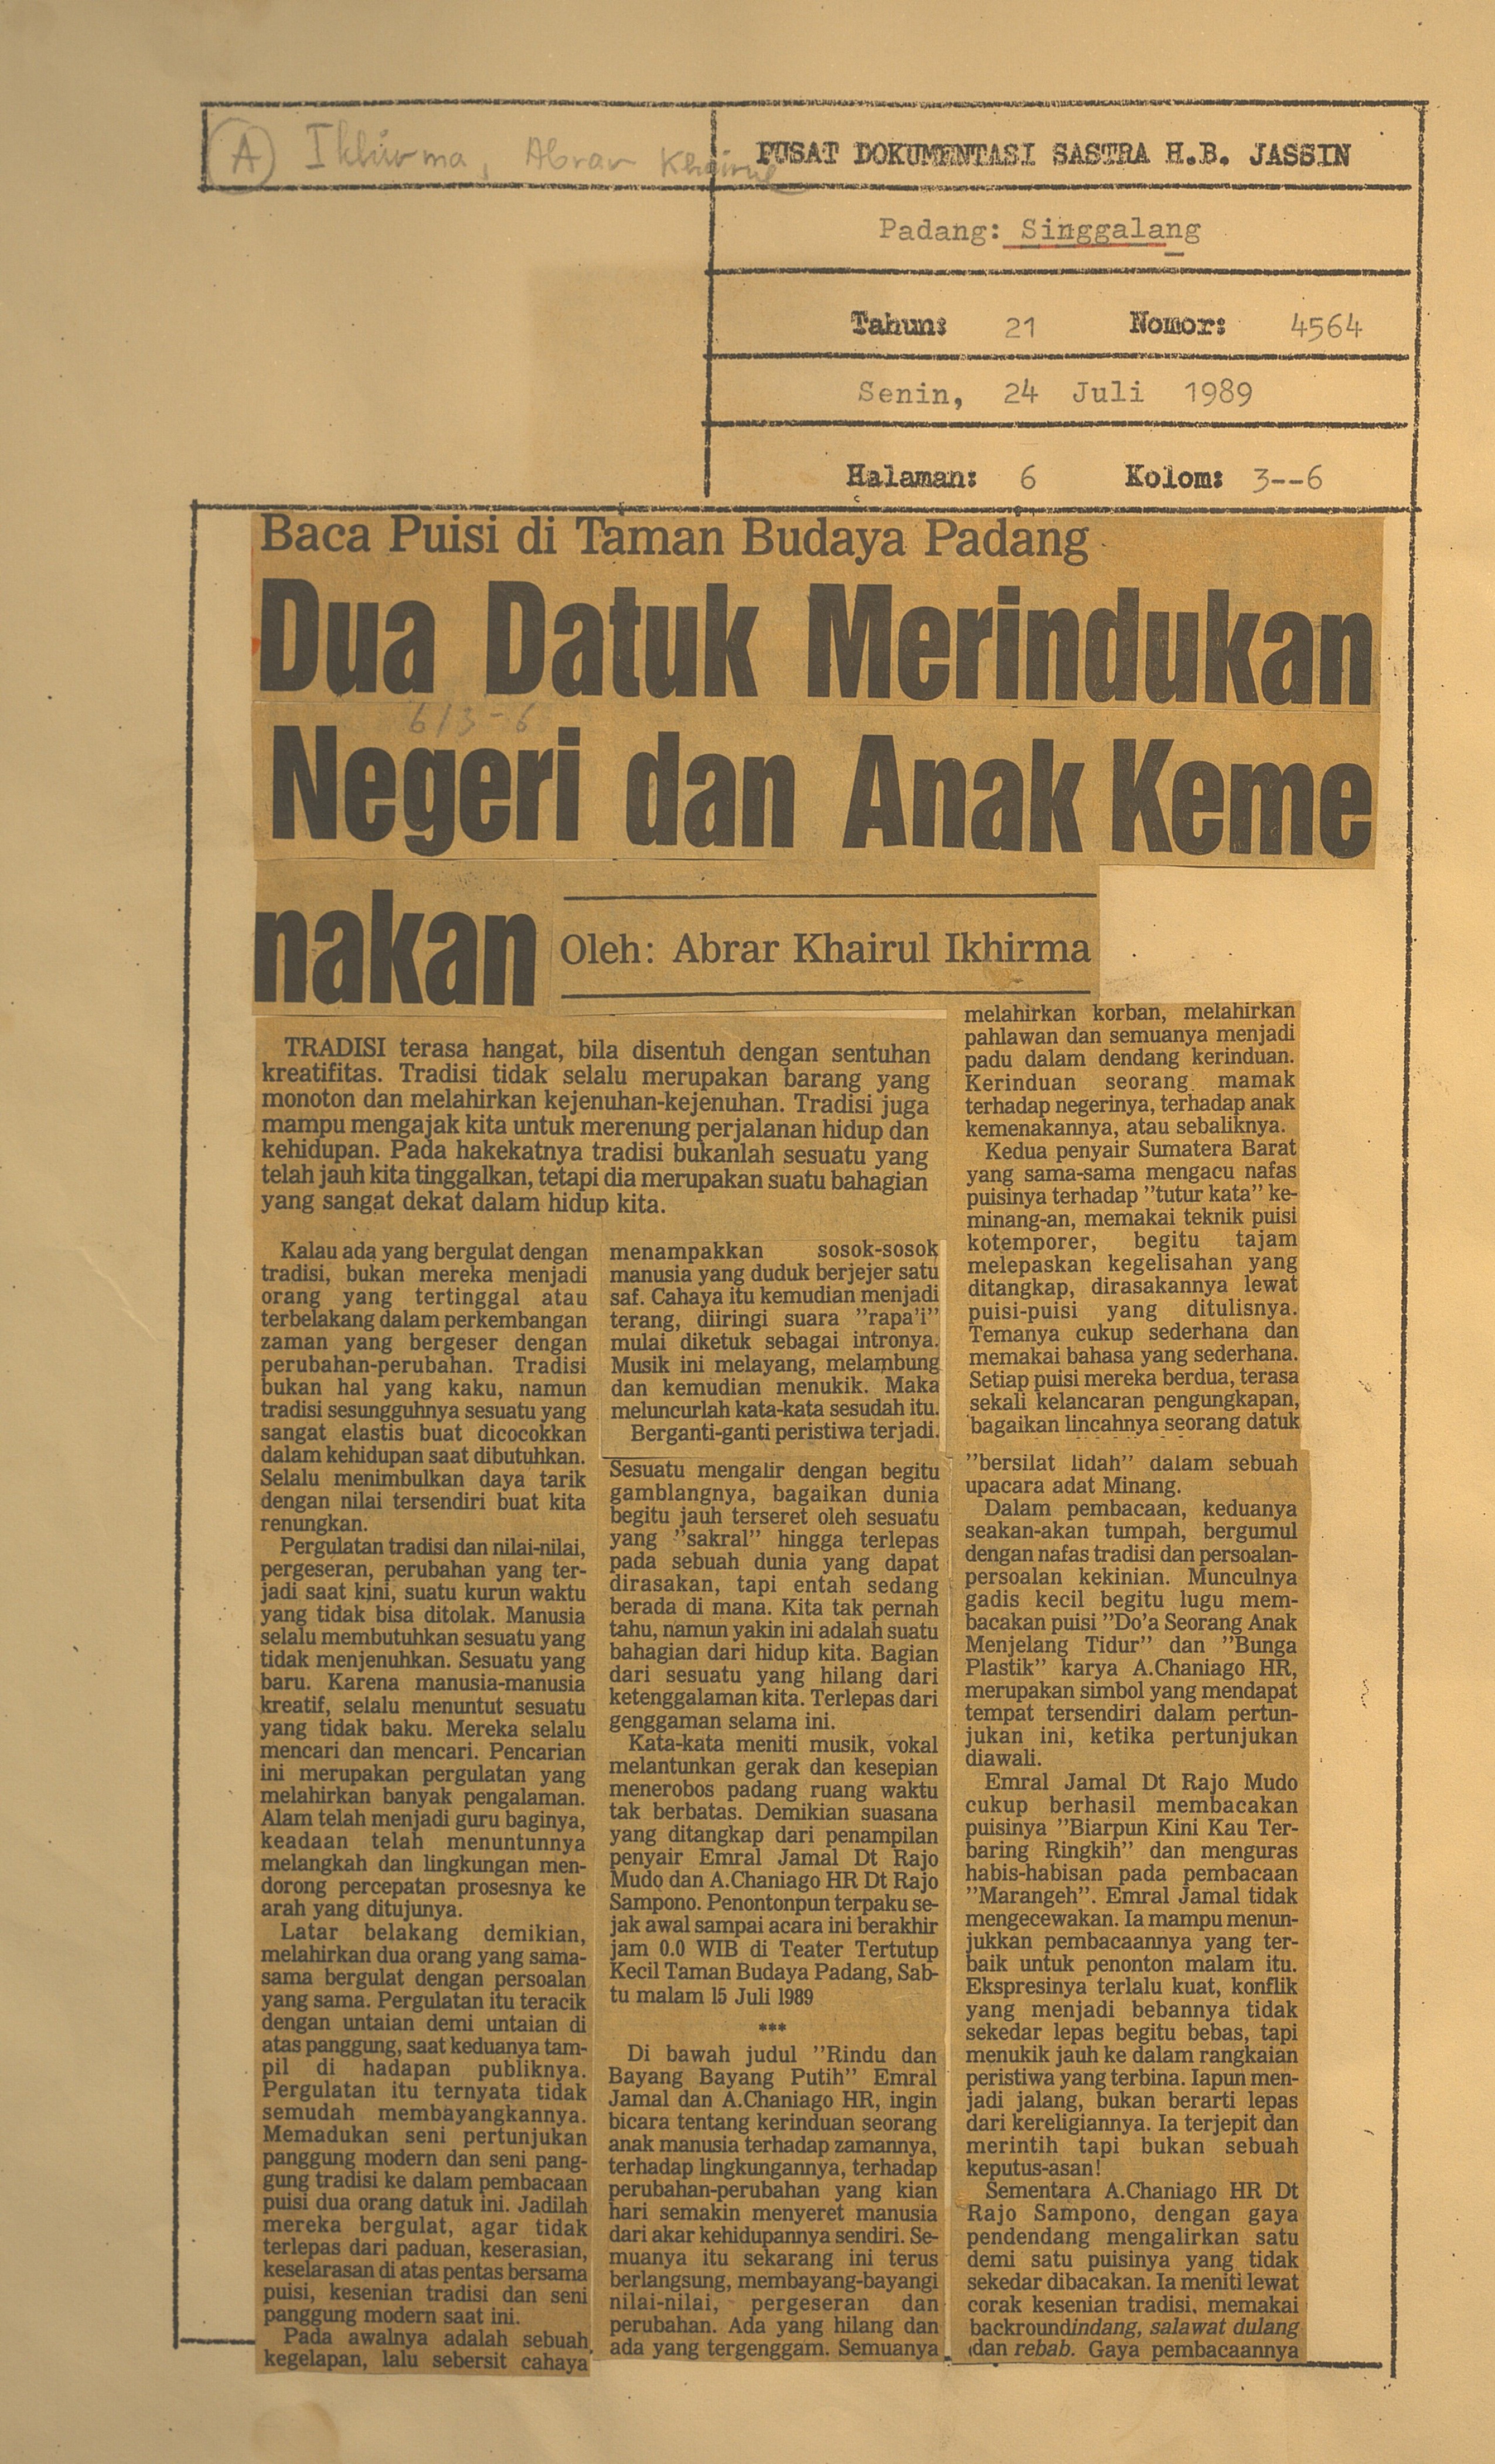 (A) Ikhirma, Abrar Khairul
PUSAT DOKUMENTASI SASTRA H.B. JASSIN
Padang: Singgalang
Tahun: 21 Nomor: 4564
Senin, 24 Juli 1989
Halaman: 6 Kolom: 3--6
Baca Puisi di Taman Budaya Padang
Dua Datuk Merindukan
6/3-6
Negeri dan Anak Keme
nakan
Oleh: Abrar Khairul Ikhirma
TRADISI terasa hangat, bila disentuh dengan sentuhan
kreatifitas. Tradisi tidak selalu merupakan barang yang
monoton dan melahirkan kejenuhan-kejenuhan. Tradisi juga
mampu mengajak kita untuk merenung perjalanan hidup dan
kehidupan. Pada hakekatnya tradisi bukanlah sesuatu yang
telah jauh kita tinggalkan, tetapi dia merupakan suatu bahagian
yang sangat dekat dalam hidup kita.
Kalau ada yang bergulat dengan
tradisi, bukan mereka menjadi
orang yang tertinggal atau
terbelakang dalam perkembangan
zaman yang bergeser dengan
perubahan-perubahan. Tradisi
bukan hal yang kaku, namun
tradisi sesungguhnya sesuatu yang
sangat elastis buat dicocokkan
dalam kehidupan saat dibutuhkan.
Selalu menimbulkan daya tarik
dengan nilai tersendiri buat kita
renungkan.
Pergulatan tradisi dan nilai-nilai,
pergeseran, perubahan yang ter-
jadi saat kini, suatu kurun waktu
yang tidak bisa ditolak. Manusia
selalu membutuhkan sesuatu yang
tidak menjenuhkan. Sesuatu yang
baru. Karena manusia-manusia
kreatif, selalu menuntut sesuatu
yang tidak baku. Mereka selalu
mencari dan mencari. Pencarian
ini merupakan pergulatan yang
melahirkan banyak pengalaman.
Alam telah menjadi guru baginya,
keadaan telah menuntunnya
melangkah dan lingkungan men-
dorong percepatan prosesnya ke
arah yang ditujunya.
Latar belakang demikian,
melahirkan dua orang yang sama-
sama bergulat dengan persoalan
yang sama. Pergulatan itu teracik
dengan untaian demi untaian di
atas panggung, saat keduanya tam-
pil di hadapan publiknya.
Pergulatan itu ternyata tidak
semudah membayangkannya.
Memadukan seni pertunjukan
panggung modern dan seni pang-
gung tradisi ke dalam pembacaan
puisi dua orang datuk ini. Jadilah
mereka bergulat, agar tidak
terlepas dari paduan, keserasian,
keselarasan di atas pentas bersama
puisi, kesenian tradisi dan seni
panggung modern saat ini.
Pada awalnya adalah sebuah
kegelapan, lalu sebersit cahaya
menampakkan sosok-sosok
manusia yang duduk berjejer satu
saf. Cahaya itu kemudian menjadi
terang, diiringi suara "rapa'i"
mulai diketuk sebagai intronya.
Musik ini melayang, melambung
dan kemudian menukik. Maka
meluncurlah kata-kata sesudah itu.
Berganti-ganti peristiwa terjadi.
Sesuatu mengalir dengan begitu
gamblangnya, bagaikan dunia
begitu jauh terseret oleh sesuatu
yang "sakral" hingga terlepas
pada sebuah dunia yang dapat
dirasakan, tapi entah sedang
berada di mana. Kita tak pernah
tahu, namun yakin ini adalah suatu
bahagian dari hidup kita. Bagian
dari sesuatu yang hilang dari
ketenggalaman kita. Terlepas dari
genggaman selama ini.
Kata-kata meniti musik, vokal
melantunkan gerak dan kesepian
menerobos padang ruang waktu
tak berbatas. Demikian suasana
yang ditangkap dari penampilan
penyair Emral Jamal Dt Rajo
Mudo dan A.Chaniago HR Dt Rajo
Sampono. Penontonpun terpaku se-
jak awal sampai acara ini berakhir
jam 0.0 WIB di Teater Tertutup
Kecil Taman Budaya Padang, Sab-
tu malam 15 Juli 1989
***
Di bawah judul "Rindu dan
Bayang Bayang Putih" Emral
Jamal dan A.Chaniago HR, ingin
bicara tentang kerinduan seorang
anak manusia terhadap zamannya,
terhadap lingkungannya, terhadap
perubahan-perubahan yang kian
hari semakin menyeret manusia
dari akar kehidupannya sendiri. Se-
muanya itu sekarang ini terus
berlangsung, membayang-bayangi
nilai-nilai, pergeseran dan
perubahan. Ada yang hilang dan
ada yang tergenggam. Semuanya
melahirkan korban, melahirkan
pahlawan dan semuanya menjadi
padu dalam dendang kerinduan.
Kerinduan seorang mamak
terhadap negerinya, terhadap anak
kemenakannya, atau sebaliknya.
Kedua penyair Sumatera Barat
yang sama-sama mengacu nafas
puisinya terhadap "tutur kata" ke-
minang-an, memakai teknik puisi
kotemporer, begitu tajam
melepaskan kegelisahan yang
ditangkap, dirasakannya lewat
puisi-puisi yang ditulisnya.
Temanya cukup sederhana dan
memakai bahasa yang sederhana.
Setiap puisi mereka berdua, terasa
sekali kelancaran pengungkapan,
bagaikan lincahnya seorang datuk
"bersilat lidah" dalam sebuah
upacara adat Minang.
Dalam pembacaan, keduanya
seakan-akan tumpah, bergumul
dengan nafas tradisi dan persoalan-
persoalan kekinian. Munculnya
gadis kecil begitu lugu mem-
bacakan puisi "Do'a Seorang Anak
Menjelang Tidur" dan "Bunga
Plastik" karya A.Chaniago HR,
merupakan simbol yang mendapat
tempat tersendiri dalam pertun-
jukan ini, ketika pertunjukan
diawali.
Emral Jamal Dt Rajo Mudo
cukup berhasil membacakan
puisinya "Biarpun Kini Kau Ter-
baring Ringkih" dan menguras
habis-habisan pada pembacaan
"Marangeh". Emral Jamal tidak
mengecewakan. Ia mampu menun-
jukkan pembacaannya yang ter-
baik untuk penonton malam itu.
Ekspresinya terlalu kuat, konflik
yang menjadi bebannya tidak
sekedar lepas begitu bebas, tapi
menukik jauh ke dalam rangkaian
peristiwa yang terbina. Iapun men-
jadi jalang, bukan berarti lepas
dari kereligiannya. Ia terjepit dan
merintih tapi bukan sebuah
keputus-asan!
Sementara A.Chaniago HR Dt
Rajo Sampono, dengan gaya
pendendang mengalirkan satu
demi satu puisinya yang tidak
sekedar dibacakan. Ia meniti lewat
corak kesenian tradisi, memakai
backroundindang, salawat dulang
dan rebab. Gaya pembacaannya